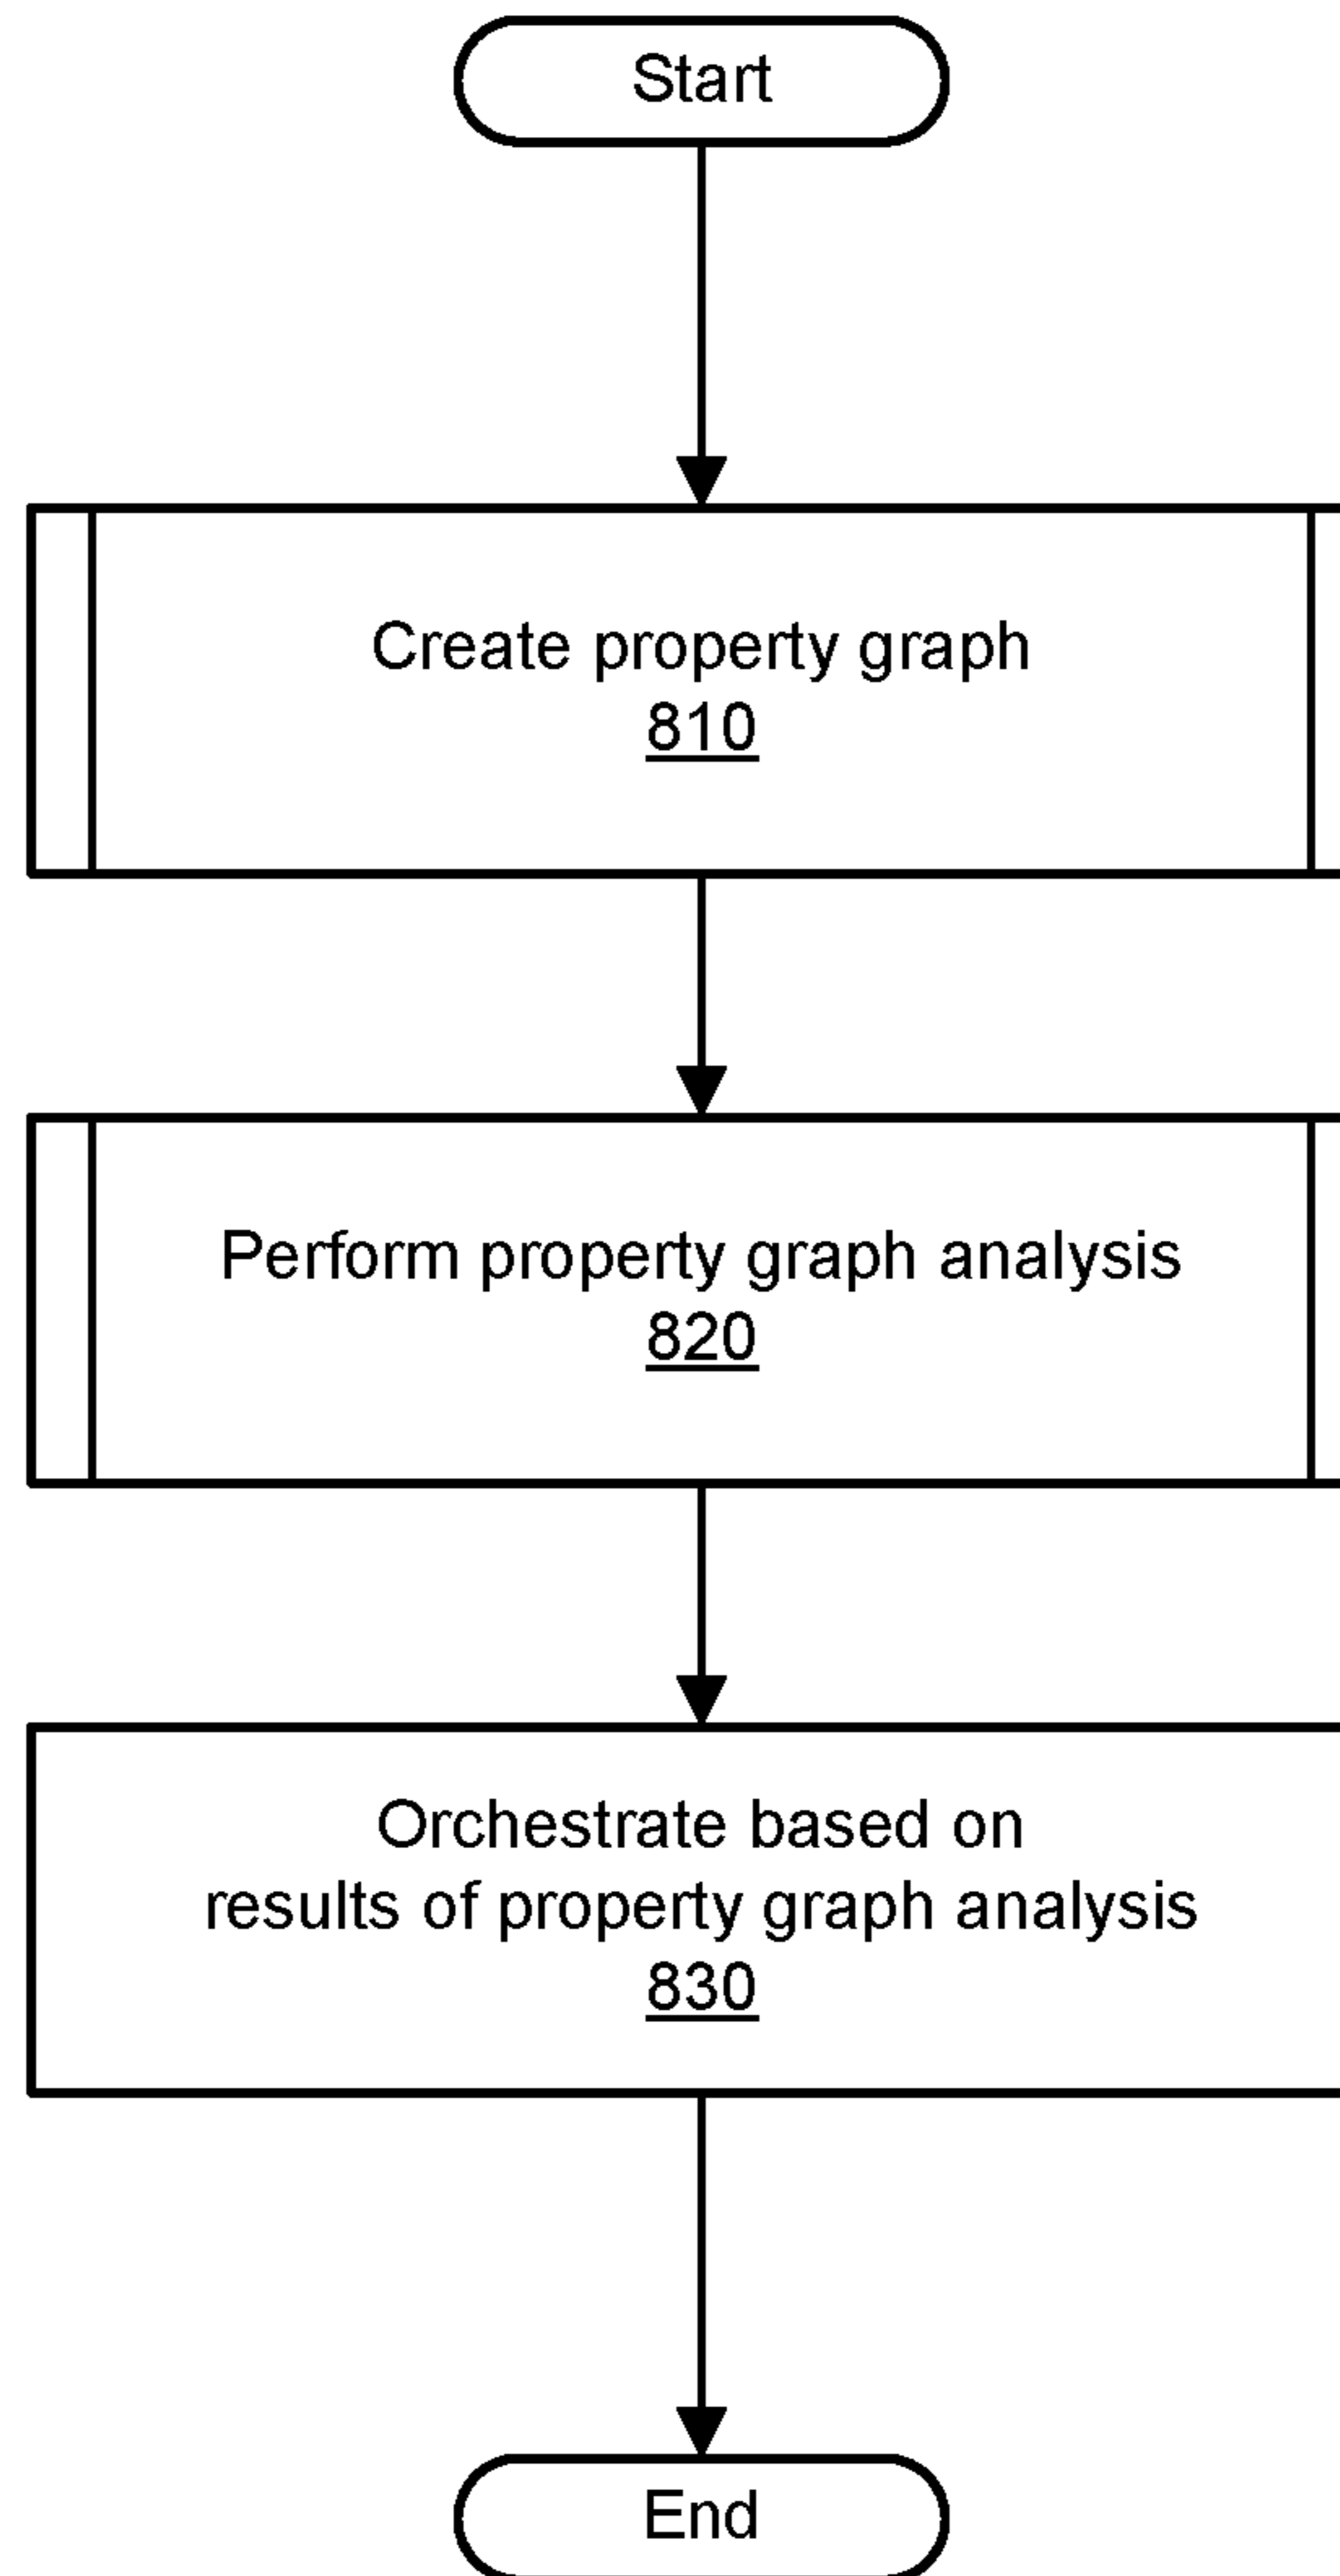 Start
Create property graph
810
Perform property graph analysis
820
Orchestrate based on
results of property graph analysis
830
End